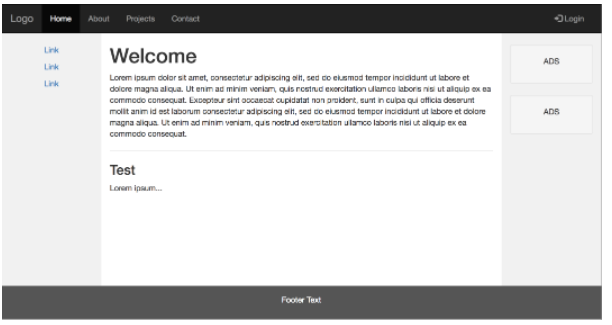 Logo Home About Projects Contact Login
Link
Link
Link
Welcome
Lorem ipsum dolor sit amet, consectetur adipiscing elit, sed do eiusmod tempor incididunt ut labore et
dolore magna aliqua. Ut enim ad minim veniam, quis nostrud exercitation ullamco laboris nisi ut aliquip ex ea
commodo consequat. Excepteur sint occaecat cupidatat non proident, sunt in culpa qui officia deserunt
mollit anim id est laborum consectetur adipiscing elit, sed do eiusmod tempor incididunt ut labore et dolore
magna aliqua. Ut enim ad minim veniam, quis nostrud exercitation ullamco laboris nisi ut aliquip ex ea
commodo consequat.
Test
Lorem ipsum...
ADS
ADS
Footer Text